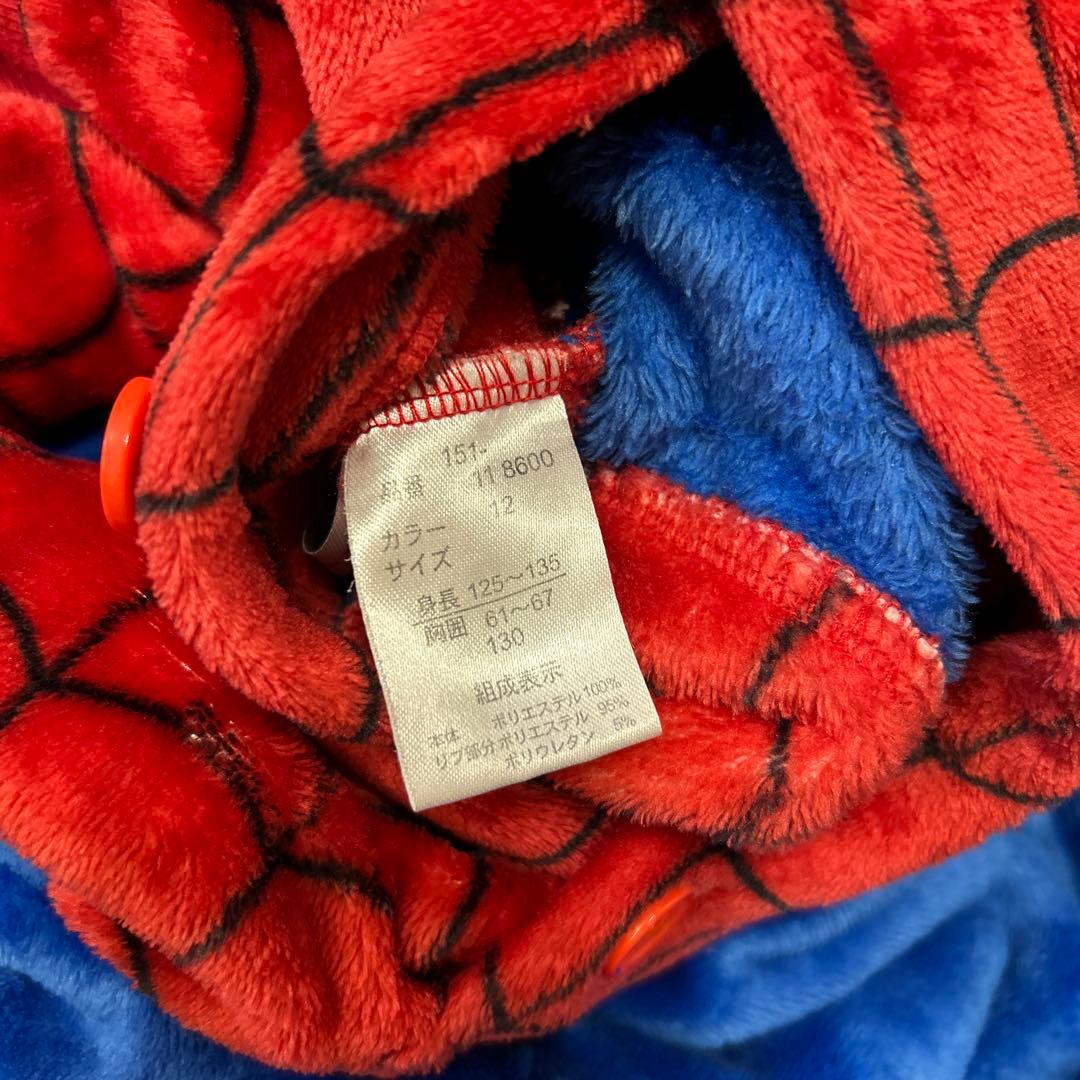 151-
品番 11 8600
カラー 12
サイズ
身長 125～135
胸囲 61～67
130
組成表示
本体 ポリエステル100%
リブ部分 ポリエステル 95%
ポリウレタン 5%